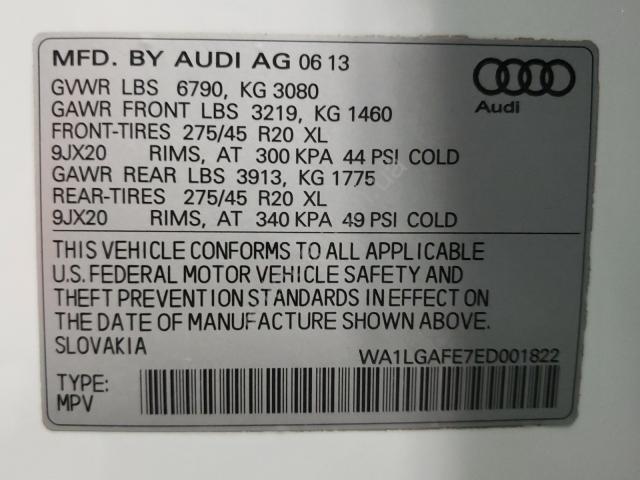 MFD. BY AUDI AG 06 13
GVWR LBS 6790, KG 3080
GAWR FRONT LBS 3219, KG 1460
FRONT-TIRES 275/45 R20 XL
9JX20 RIMS, AT 300 KPA 44 PSI COLD
GAWR REAR LBS 3913, KG 1775
REAR-TIRES 275/45 R20 XL
9JX20 RIMS, AT 340 KPA 49 PSI COLD
Audi
THIS VEHICLE CONFORMS TO ALL APPLICABLE
U.S. FEDERAL MOTOR VEHICLE SAFETY AND
THEFT PREVENTION STANDARDS IN EFFECT ON
THE DATE OF MANUFACTURE SHOWN ABOVE.
SLOVAKIA WA1LGAFE7ED001822
TYPE:
MPV